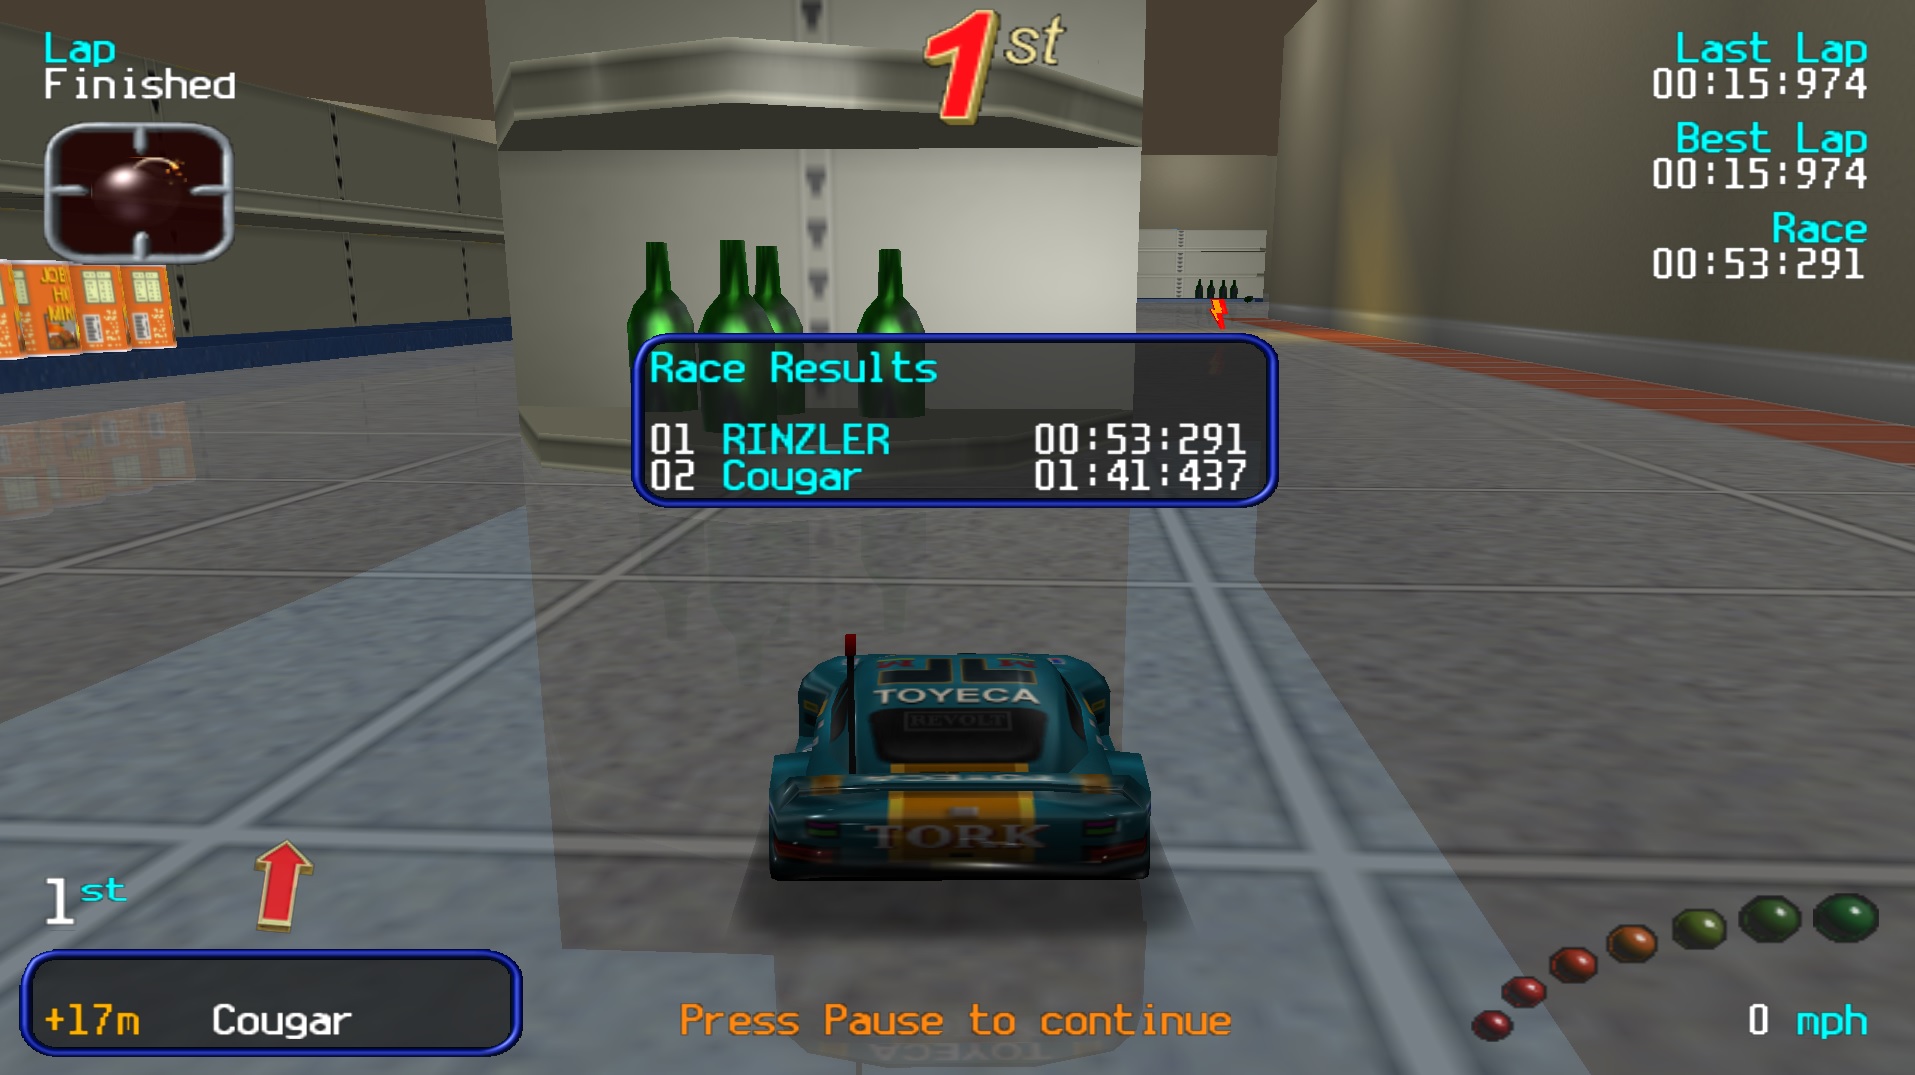 Lap
Finished
1st
Last Lap
00:15:974
Best Lap
00:15:974
Race
00:53:291
Race Results
01 RINZLER 00:53:291
02 Cougar 01:41:437
TOYECA
REVOLT
TORK
1st
+17m Cougar
Press Pause to continue
0 mph